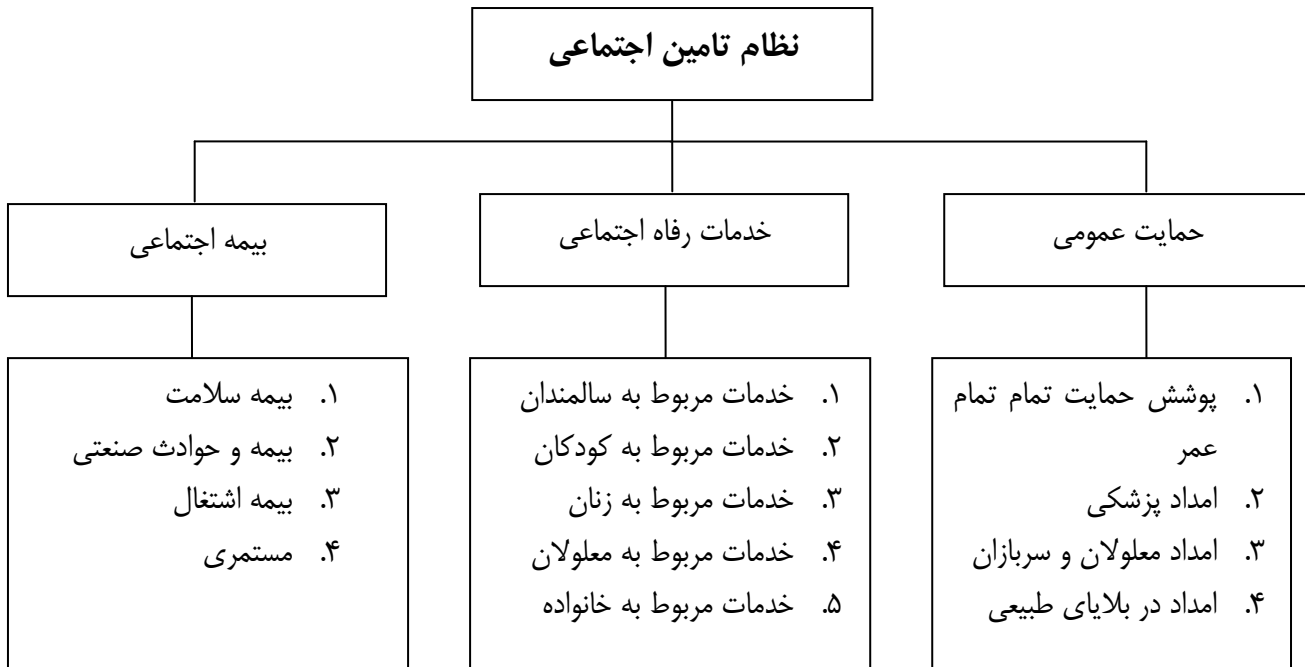 نظام تامین اجتماعی
حمایت عمومی
خدمات رفاه اجتماعی
بیمه اجتماعی
۱. پوشش حمایت تمام تمام
عمر
۲. امداد پزشکی
۳. امداد معلولان و سربازان
۴. امداد در بلایای طبیعی
۱. خدمات مربوط به سالمندان
۲. خدمات مربوط به کودکان
۳. خدمات مربوط به زنان
۴. خدمات مربوط به معلولان
۵. خدمات مربوط به خانواده
۱. بیمه سلامت
۲. بیمه و حوادث صنعتی
۳. بیمه اشتغال
۴. مستمری